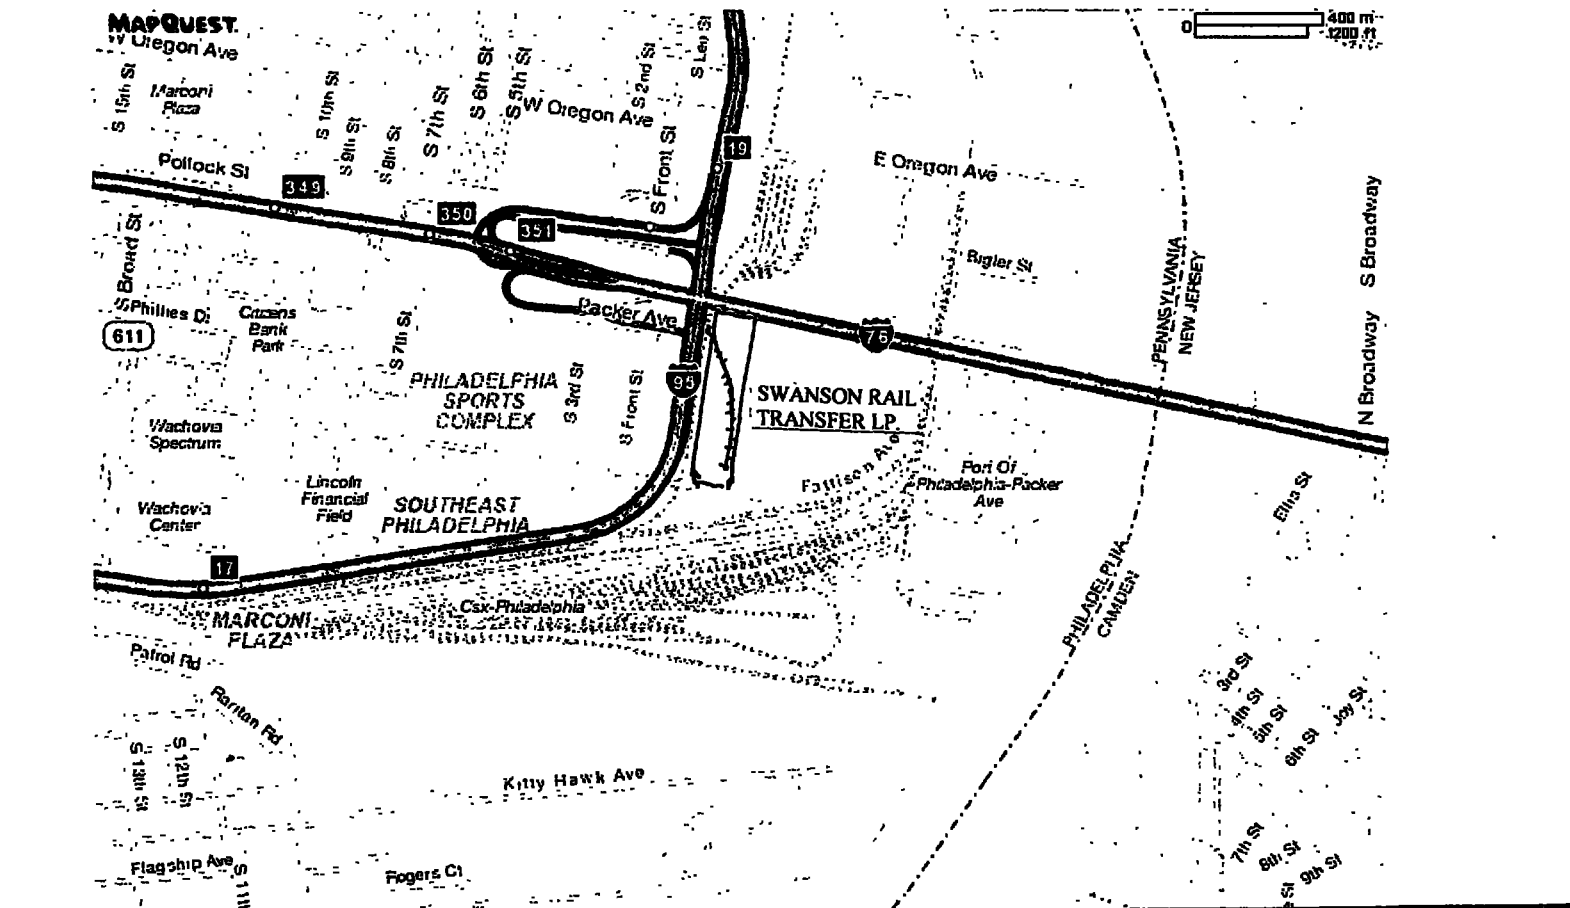 MAPQUEST.
0
400 m
1200 ft
W Oregon Ave
S 15th St
Marconi
Plaza
S 10th St
S 9th St
S 8th St
S 7th St
S 6th St
S 5th St
W Oregon Ave
S 2nd St
S Front St
19
E Oregon Ave
Pollock St
349
350
351
S Broadway
PENNSYLVANIA
NEW JERSEY
Bigler St
Broad St
Phillies
611
Citizens
Bank
Park
S 7th St
Packer Ave
76
95
N Broadway
PHILADELPHIA
SPORTS
COMPLEX
S 3rd St
S Front St
SWANSON RAIL
TRANSFER LP.
Wachovia
Spectrum
Pattison Ave
Port Of
Philadelphia-Packer
Ave
Lincoln
Financial
Field
SOUTHEAST
PHILADELPHIA
Wachovia
Center
17
Csx-Philadelphia
MARCONI
PLAZA
PHILADELPHIA
CAMDEN
Patrol Rd
Raritan Rd
S 13th St
S 12th St
Kitty Hawk Ave
3rd St
4th St
5th St
6th St
Joy St
7th St
8th St
9th St
St
Flagship Ave
S 11th
Rogers Ct